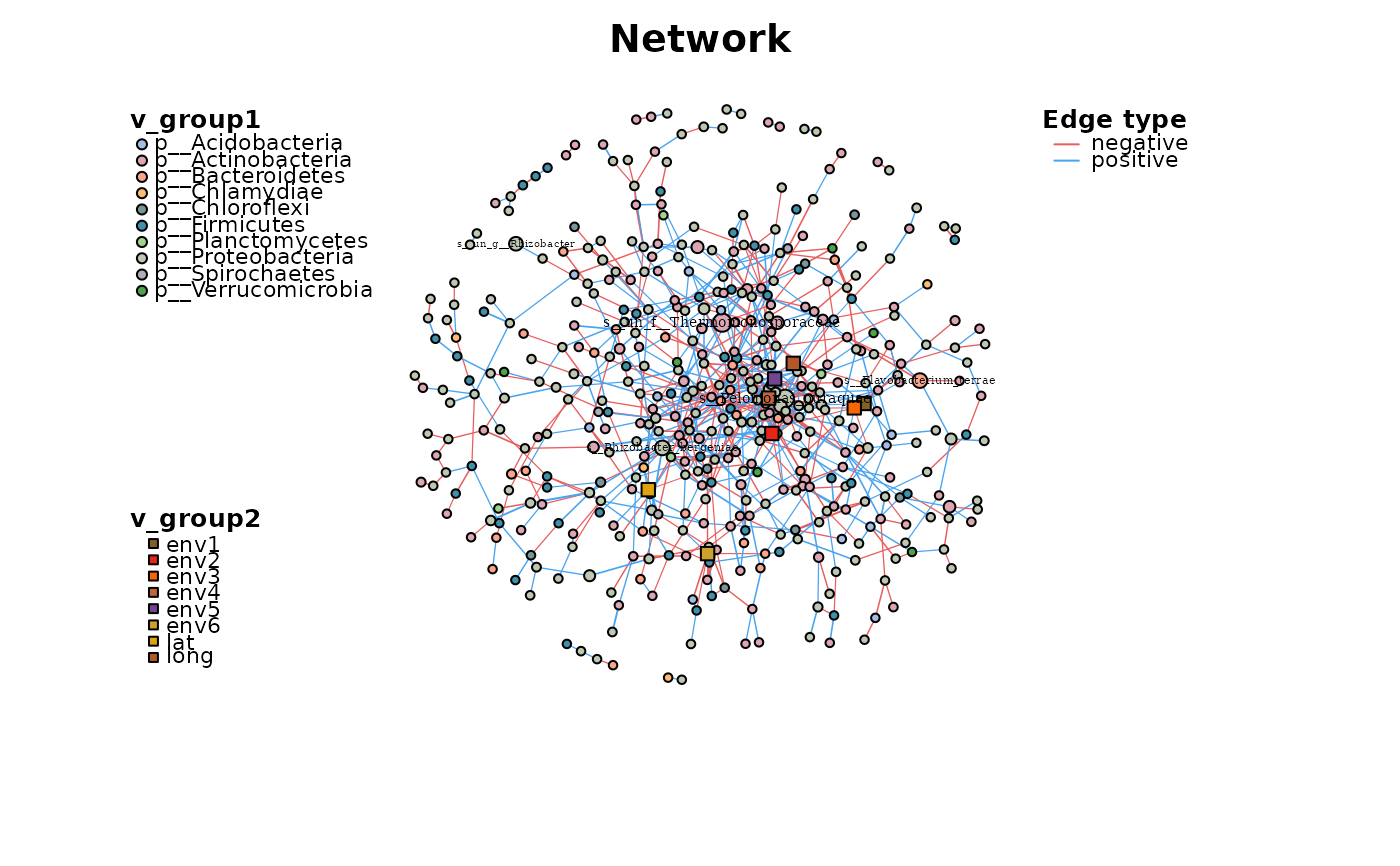 Network
v_group1
p__Acidobacteria
p__Actinobacteria
p__Bacteroidetes
p__Chlamydiae
p__Chloroflexi
p__Firmicutes
p__Planctomycetes
p__Proteobacteria
p__Spirochaetes
p__Verrucomicrobia
Edge type
negative
positive
s__un_g__Rhizobacter
s__un_f__Thermomonosporaceae
s__Flavobacterium_terrae
s__Pelomonas_puraquae
s__Rhizobacter_bergeniae
v_group2
env1
env2
env3
env4
env5
env6
lat
long